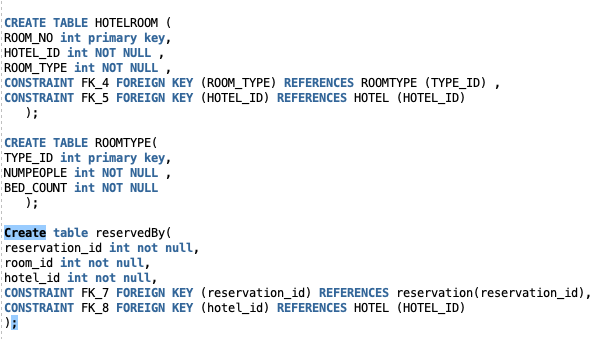 CREATE TABLE HOTELROOM (
ROOM_NO int primary key,
HOTEL_ID int NOT NULL ,
ROOM_TYPE int NOT NULL ,
CONSTRAINT FK_4 FOREIGN KEY (ROOM_TYPE) REFERENCES ROOMTYPE (TYPE_ID) ,
CONSTRAINT FK_5 FOREIGN KEY (HOTEL_ID) REFERENCES HOTEL (HOTEL_ID)
);
CREATE TABLE ROOMTYPE(
TYPE_ID int primary key,
NUMPEOPLE int NOT NULL ,
BED_COUNT int NOT NULL
);
Create table reservedBy(
reservation_id int not null,
room_id int not null,
hotel_id int not null,
CONSTRAINT FK_7 FOREIGN KEY (reservation_id) REFERENCES reservation(reservation_id),
CONSTRAINT FK_8 FOREIGN KEY (hotel_id) REFERENCES HOTEL (HOTEL_ID)
);